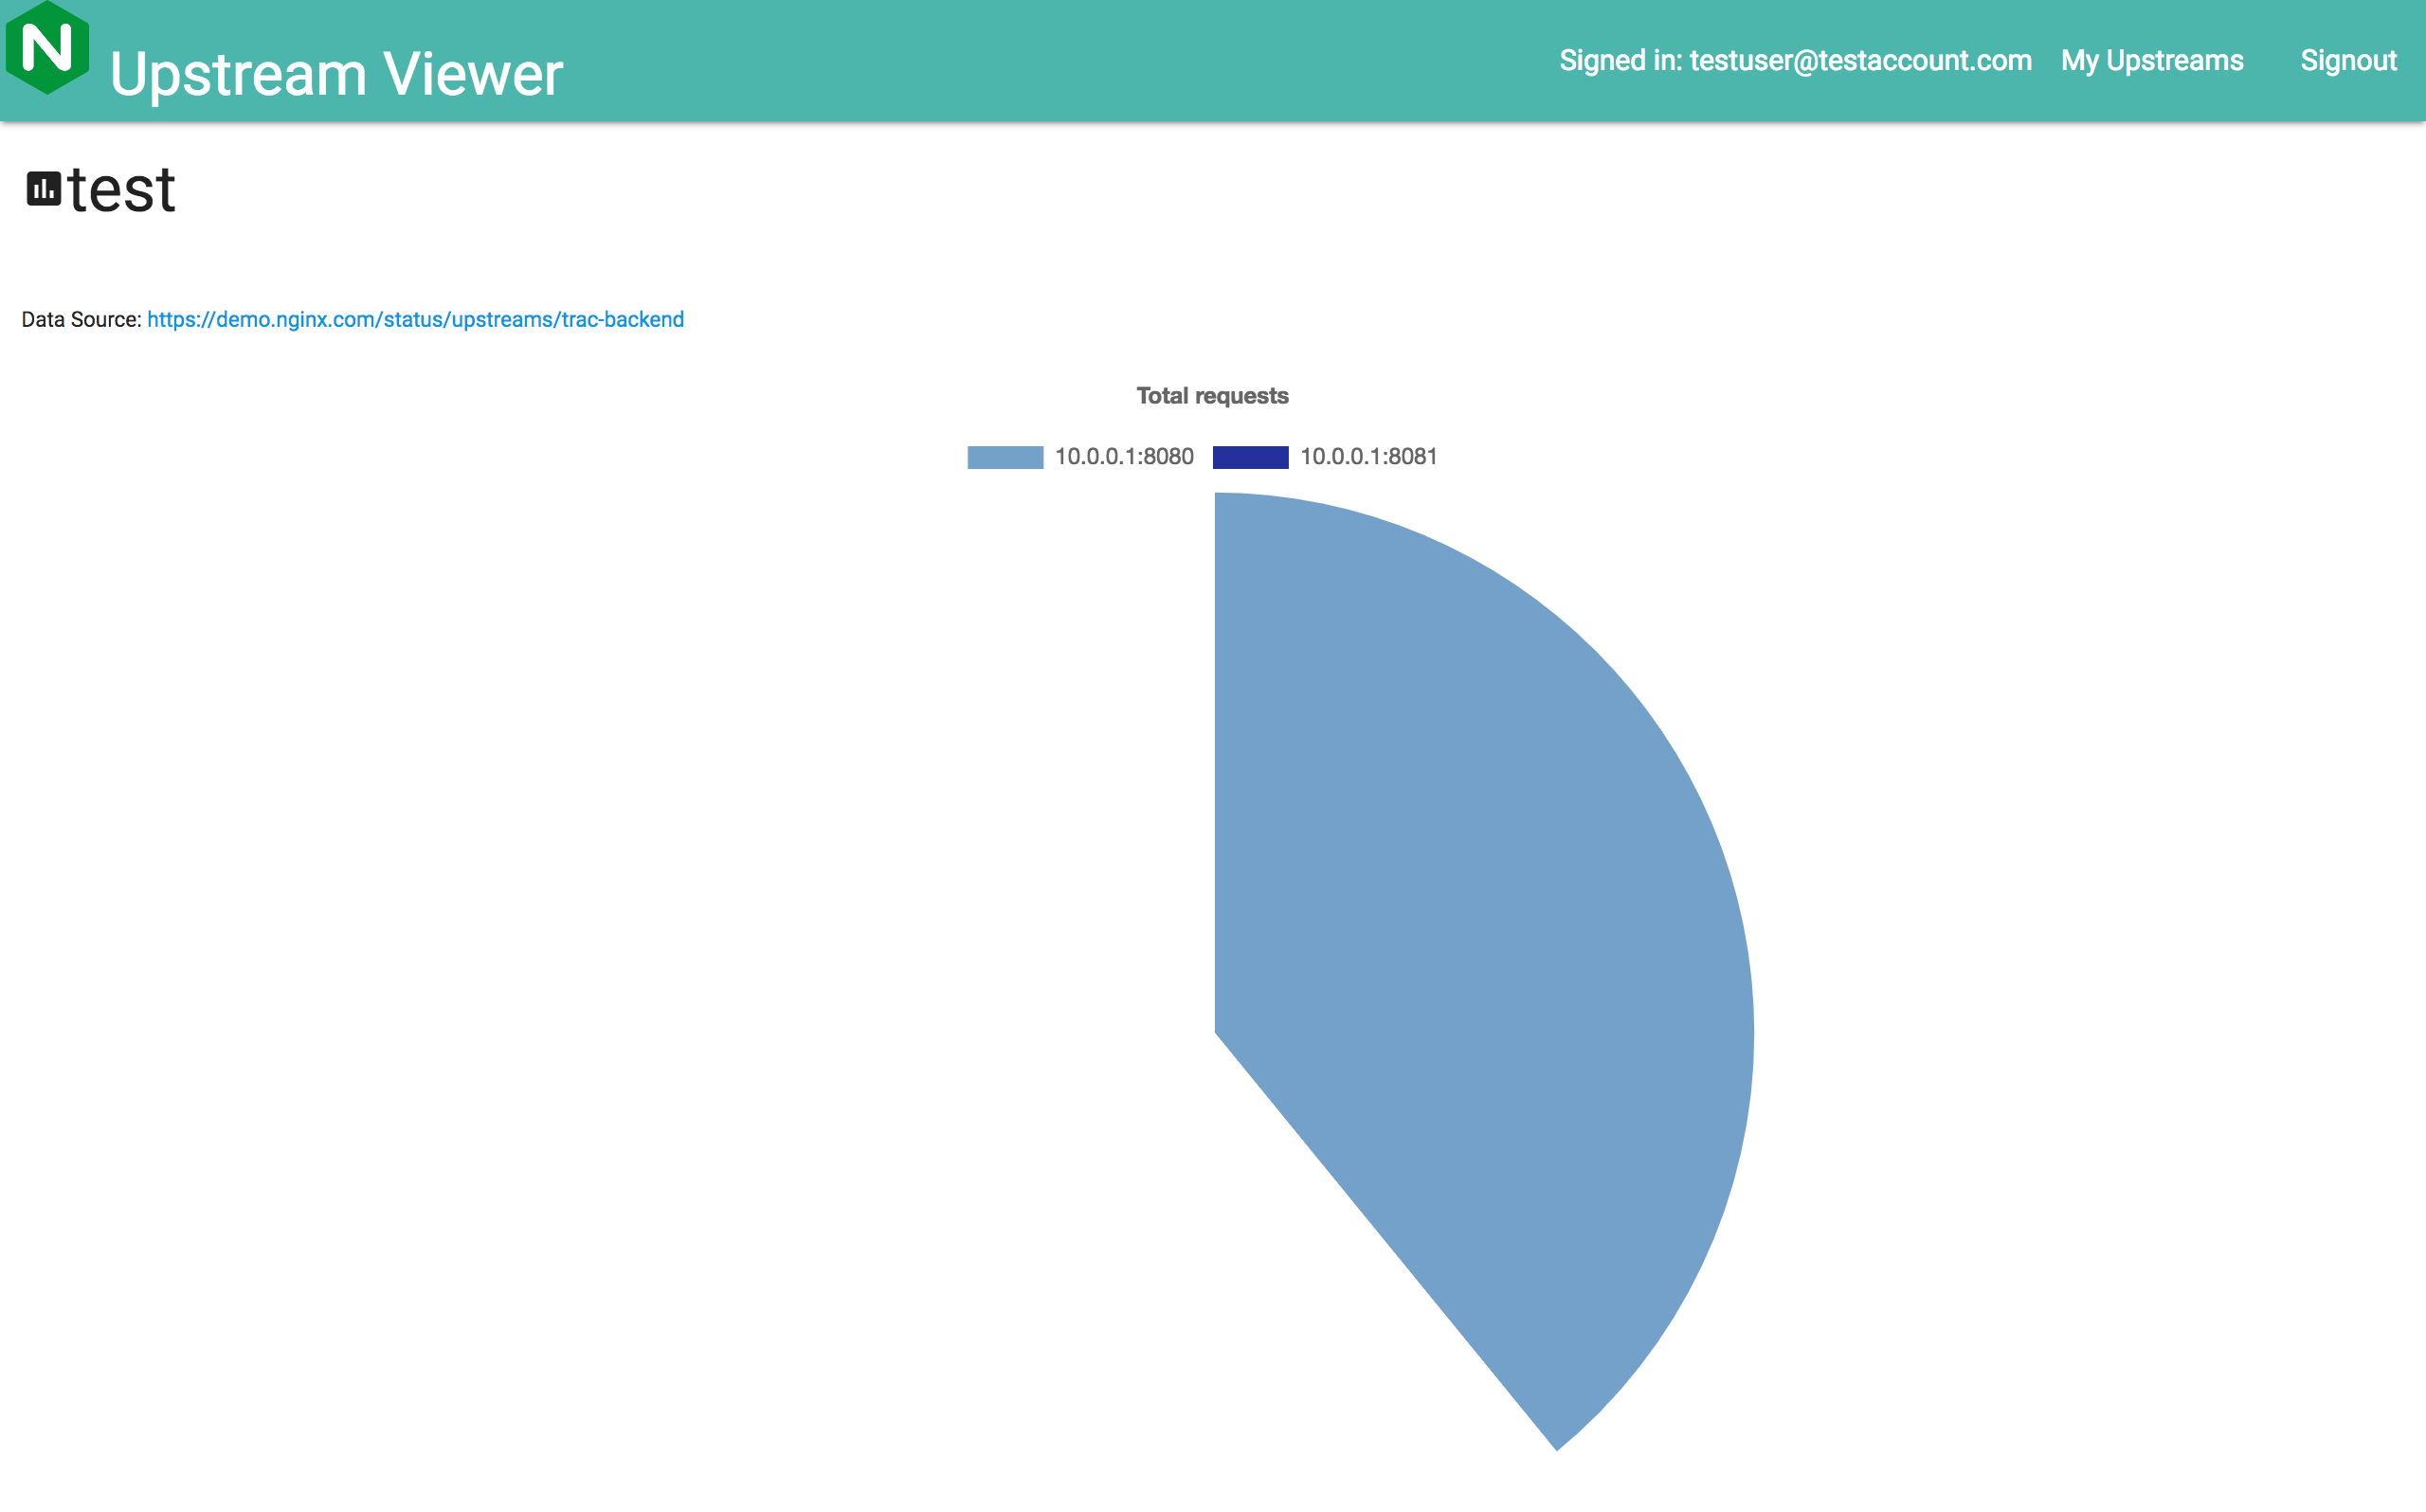 N
Upstream Viewer
Signed in: testuser@testaccount.com My Upstreams Signout
test
Data Source: https://demo.nginx.com/status/upstreams/trac-backend
Total requests
10.0.0.1:8080 10.0.0.1:8081